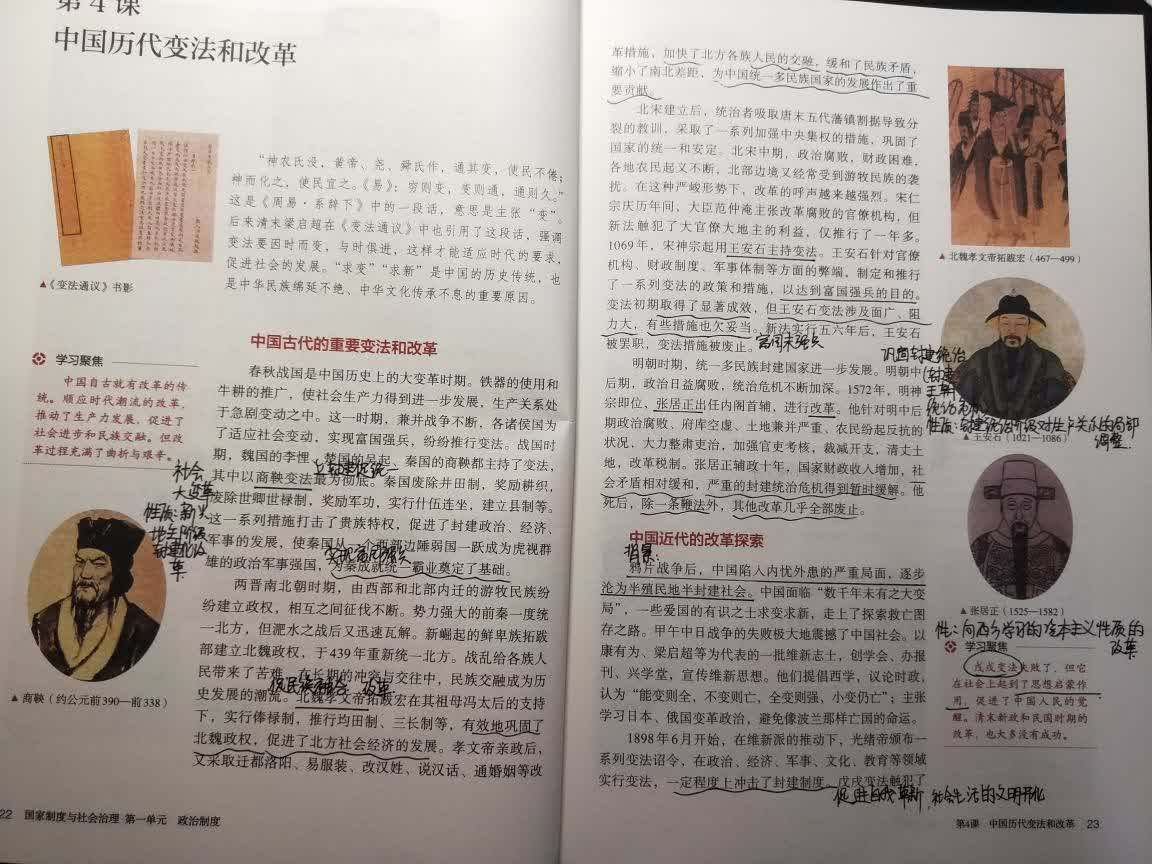 第4课
中国历代变法和改革
“神农氏没，黄帝、尧、舜氏作，通其变，使民不倦；
神而化之，使民宜之。《易》：穷则变，变则通，通则久。”
这是《周易·系辞下》中的一段话，意思是主张“变”。
后来清末梁启超在《变法通议》中也引用了这段话，强调
变法要因时而变，与时俱进，这样才能适应时代的要求，
促进社会的发展。“求变”“求新”是中国的历史传统，也
是中华民族绵延不绝、中华文化传承不息的重要原因。
▲《变法通议》书影
学习聚焦
中国自古就有改革的传
统。顺应时代潮流的改革，
推动了生产力发展，促进了
社会进步和民族交融。但改
革过程充满了曲折与艰辛。
社会
大变革
性质：新兴
地主阶级
封建化改
革
▲ 商鞅（约公元前390—前338）
中国古代的重要变法和改革
春秋战国是中国历史上的大变革时期。铁器的使用和
牛耕的推广，使社会生产力得到进一步发展，生产关系处
于急剧变动之中。这一时期，兼并战争不断，各诸侯国为
了适应社会变动，实现富国强兵，纷纷推行变法。战国时
期，魏国的李悝、楚国的吴起、秦国的商鞅都主持了变法，
其中以商鞅变法最为彻底。秦国废除井田制，奖励耕织，
废除世卿世禄制，奖励军功，实行什伍连坐，建立县制等。
这一系列措施打击了贵族特权，促进了封建政治、经济、
军事的发展，使秦国从一个西部边陲弱国一跃成为虎视群
雄的政治军事强国，为秦成就统一霸业奠定了基础。
实现富国强兵
两晋南北朝时期，由西部和北部内迁的游牧民族纷
纷建立政权，相互之间征伐不断。势力强大的前秦一度统
一北方，但淝水之战后又迅速瓦解。新崛起的鲜卑族拓跋
部建立北魏政权，于439年重新统一北方。战乱给各族人
民带来了苦难，在长期的冲突与交往中，民族交融成为历
史发展的潮流。北魏孝文帝拓跋宏在其祖母冯太后的支持
下，实行俸禄制，推行均田制、三长制等，有效地巩固了
北魏政权，促进了北方社会经济的发展。孝文帝亲政后，
又采取迁都洛阳、易服装、改汉姓、说汉话、通婚姻等改
促民族融合 改革
22 国家制度与社会治理 第一单元 政治制度
革措施，加快了北方各族人民的交融，缓和了民族矛盾，
缩小了南北差距、为中国统一多民族国家的发展作出了重
要贡献。
北宋建立后，统治者吸取唐末五代藩镇割据导致分
裂的教训，采取了一系列加强中央集权的措施，巩固了
国家的统一和安定。北宋中期，政治腐败，财政困难，
各地农民起义不断，北部边境又经常受到游牧民族的袭
扰。在这种严峻形势下，改革的呼声越来越强烈。宋仁
宗庆历年间，大臣范仲淹主张改革腐败的官僚机构，但
新法触犯了大官僚大地主的利益，仅推行了一年多。
1069年，宋神宗起用王安石主持变法。王安石针对官僚
机构、财政制度、军事体制等方面的弊端，制定和推行
了一系列变法的政策和措施，以达到富国强兵的目的。
变法初期取得了显著成效，但王安石变法涉及面广、阻
力大，有些措施也欠妥当。新法实行五六年后，王安石
被罢职，变法措施被废止。
富国未强兵
明朝时期，统一多民族封建国家进一步发展。明朝中
后期，政治日益腐败，统治危机不断加深。1572年，明神
宗即位，张居正出任内阁首辅，进行改革。他针对明中后
期政治腐败、府库空虚、土地兼并严重、农民纷起反抗的
状况，大力整肃吏治，加强官吏考核，裁减开支，清丈土
地，改革税制。张居正辅政十年，国家财政收入增加，社
会矛盾相对缓和，严重的封建统治危机得到暂时缓解。他
死后，除一条鞭法外，其他改革几乎全部废止。
中国近代的改革探索
背景：
鸦片战争后，中国陷入内忧外患的严重局面，逐步
沦为半殖民地半封建社会。中国面临“数千年未有之大变
局”，一些爱国的有识之士求变求新，走上了探索救亡图
存之路。甲午中日战争的失败极大地震撼了中国社会。以
康有为、梁启超等为代表的一批维新志士，创学会、办报
刊、兴学堂，宣传维新思想。他们提倡西学，议论时政，
认为“能变则全，不变则亡，全变则强，小变仍亡”；主张
学习日本、俄国变革政治，避免像波兰那样亡国的命运。
1898年6月开始，在维新派的推动下，光绪帝颁布一
系列变法诏令，在政治、经济、军事、文化、教育等领域
实行变法，一定程度上冲击了封建制度。戊戌变法触犯了
促进自我革新，社会生活的文明开化
▲ 北魏孝文帝拓跋宏（467—499）
巩固封建统治
性质：封建统治阶级对生产关系的局部
调整
▲ 王安石（1021—1086）
▲ 张居正（1525—1582）
性：向西方学习的资本主义性质的
改革
学习聚焦
戊戌变法失败了，但它
在社会上起到了思想启蒙作
用，促进了中国人民的觉
醒。清末新政和民国时期的
改革，也大多没有成功。
第4课 中国历代变法和改革 23